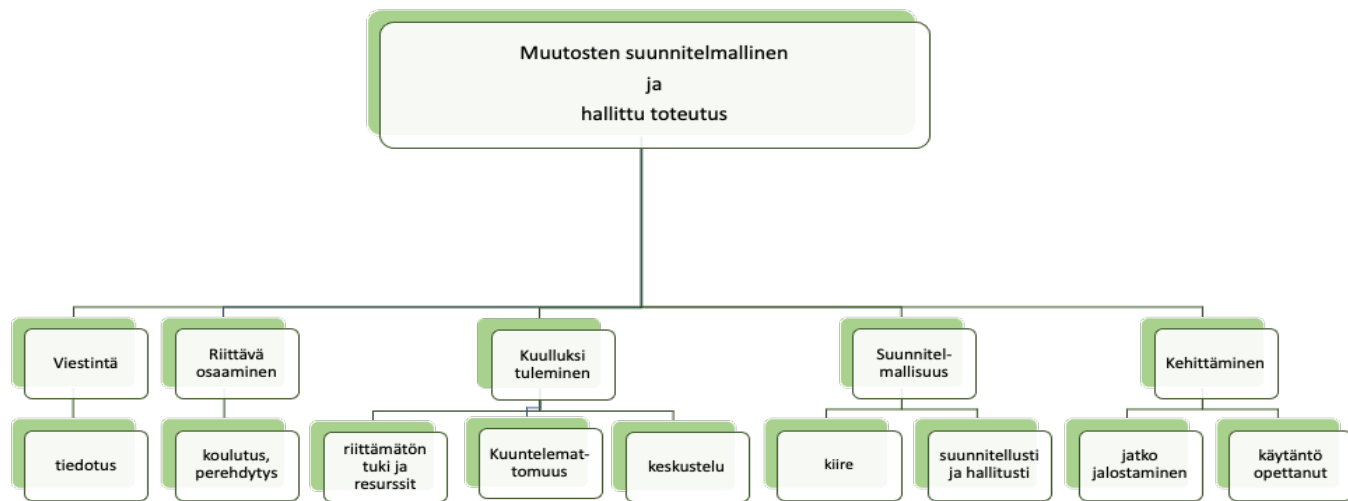 Muutosten suunnitelmallinen
ja
hallittu toteutus
Viestintä
Riittävä
osaaminen
Kuulluksi
tuleminen
Suunnitel-
mallisuus
Kehittäminen
tiedotus
koulutus,
perehdytys
riittämätön
tuki ja
resurssit
Kuuntelemat-
tomuus
keskustelu
kiire
suunnitellusti
ja hallitusti
jatko
jalostaminen
käytäntö
opettanut